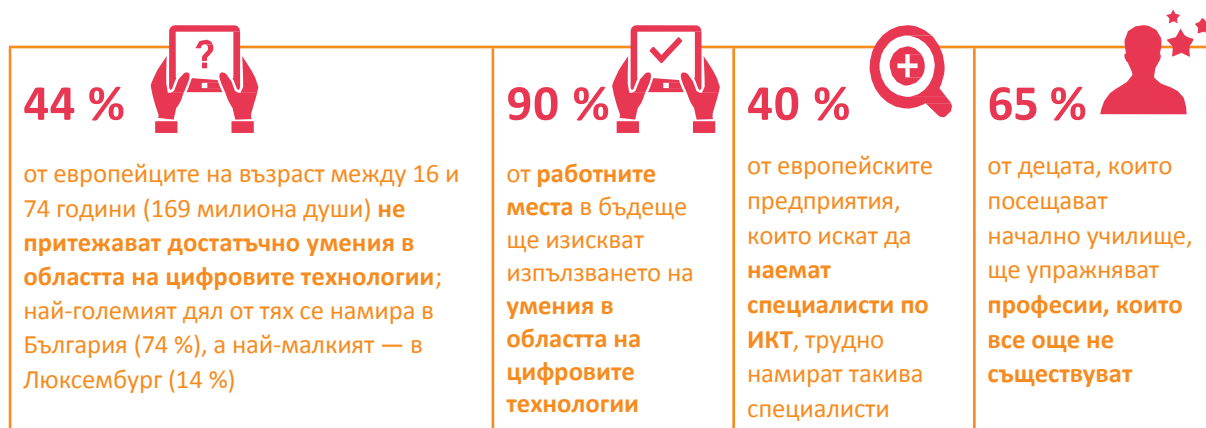 44 %
?
от европейците на възраст между 16 и
74 години (169 милиона души) не
притежават достатъчно умения в
областта на цифровите технологии;
най-големият дял от тях се намира в
България (74 %), а най-малкият — в
Люксембург (14 %)
90 %
от работните
места в бъдеще
ще изискват
изпълзването на
умения в
областта на
цифровите
технологии
40 %
от европейските
предприятия,
които искат да
наемат
специалисти по
ИКТ, трудно
намират такива
специалисти
65 %
от децата, които
посещават
начално училище,
ще упражняват
професии, които
все още не
съществуват